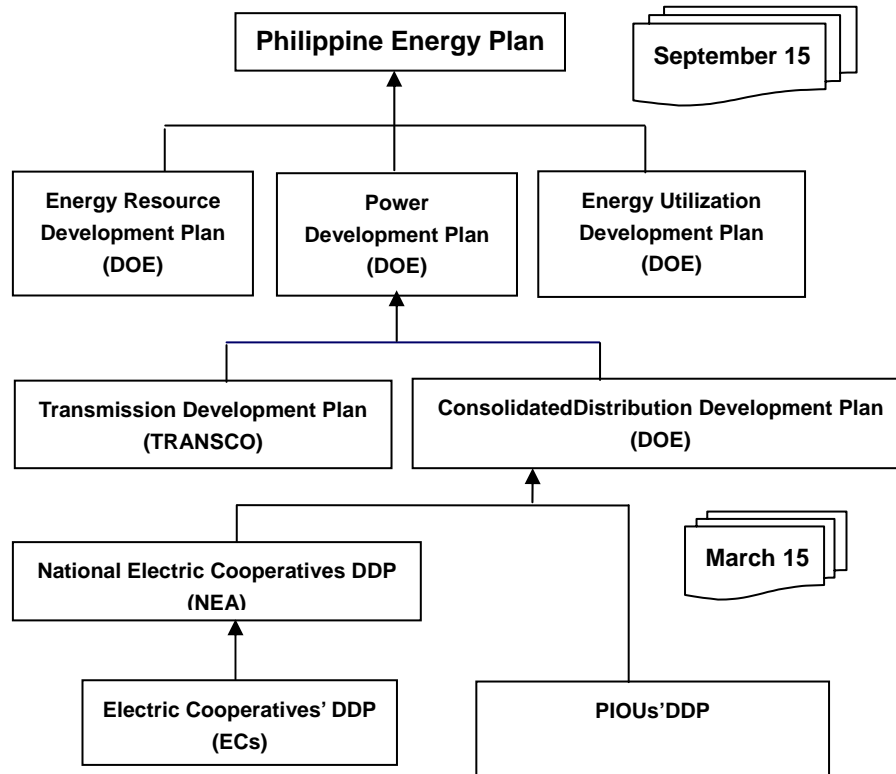 Philippine Energy Plan
September 15
Energy Resource
Development Plan
(DOE)
Power
Development Plan
(DOE)
Energy Utilization
Development Plan
(DOE)
Transmission Development Plan
(TRANSCO)
ConsolidatedDistribution Development Plan
(DOE)
March 15
National Electric Cooperatives DDP
(NEA)
Electric Cooperatives’ DDP
(ECs)
PIOUs’DDP